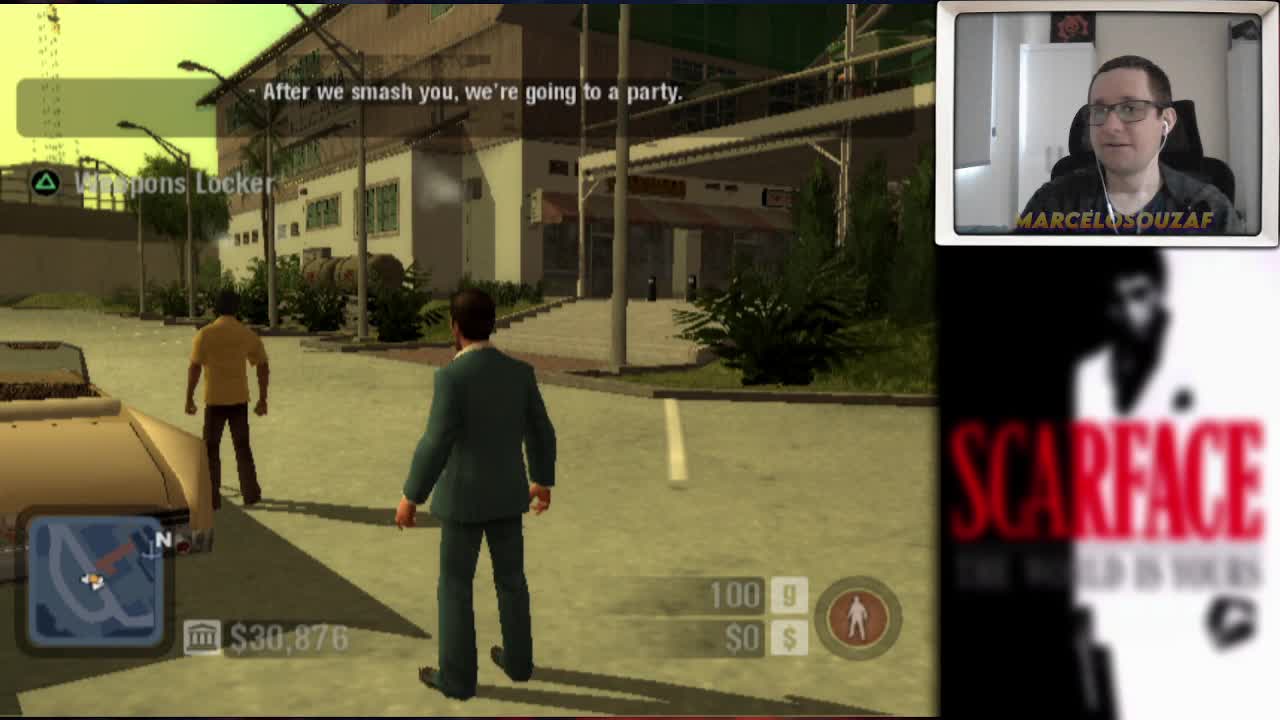 - After we smash you, we're going to a party.
Weapons Locker
MARCELOSOUZAF
N
100 g
$0 $
$30,876
SCARFACE
THE WORLD IS YOURS